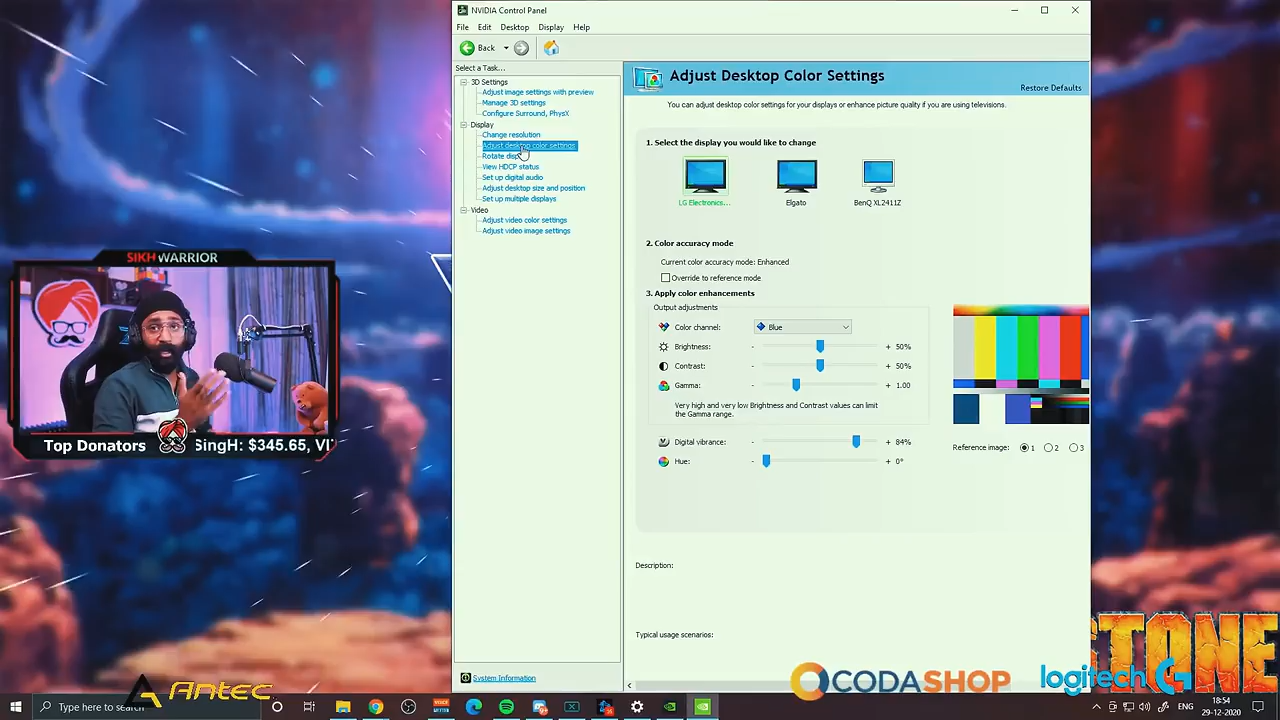 NVIDIA Control Panel
File Edit Desktop Display Help
Back
Select a Task...
3D Settings
Adjust image settings with preview
Manage 3D settings
Configure Surround, PhysX
Display
Change resolution
Adjust desktop color settings
Rotate disp
View HDCP status
Set up digital audio
Adjust desktop size and position
Set up multiple displays
Video
Adjust video color settings
Adjust video image settings
System Information
Adjust Desktop Color Settings
Restore Defaults
You can adjust desktop color settings for your displays or enhance picture quality if you are using televisions.
1. Select the display you would like to change
LG Electronics... Elgato BenQ XL2411Z
2. Color accuracy mode
Current color accuracy mode: Enhanced
Override to reference mode
3. Apply color enhancements
Output adjustments
Color channel: Blue
Brightness: - + 50%
Contrast: - + 50%
Gamma: - + 1.00
Very high and very low Brightness and Contrast values can limit
the Gamma range.
Digital vibrance: - + 84%
Hue: - + 0°
Reference image: 1 2 3
Description:
Typical usage scenarios:
SIKH WARRIOR
Top Donators SingH: $345.65, VI
ANTEC
CODASHOP
logitech G
TONE
Type here to search
VOICE
18:54
29-12-2020